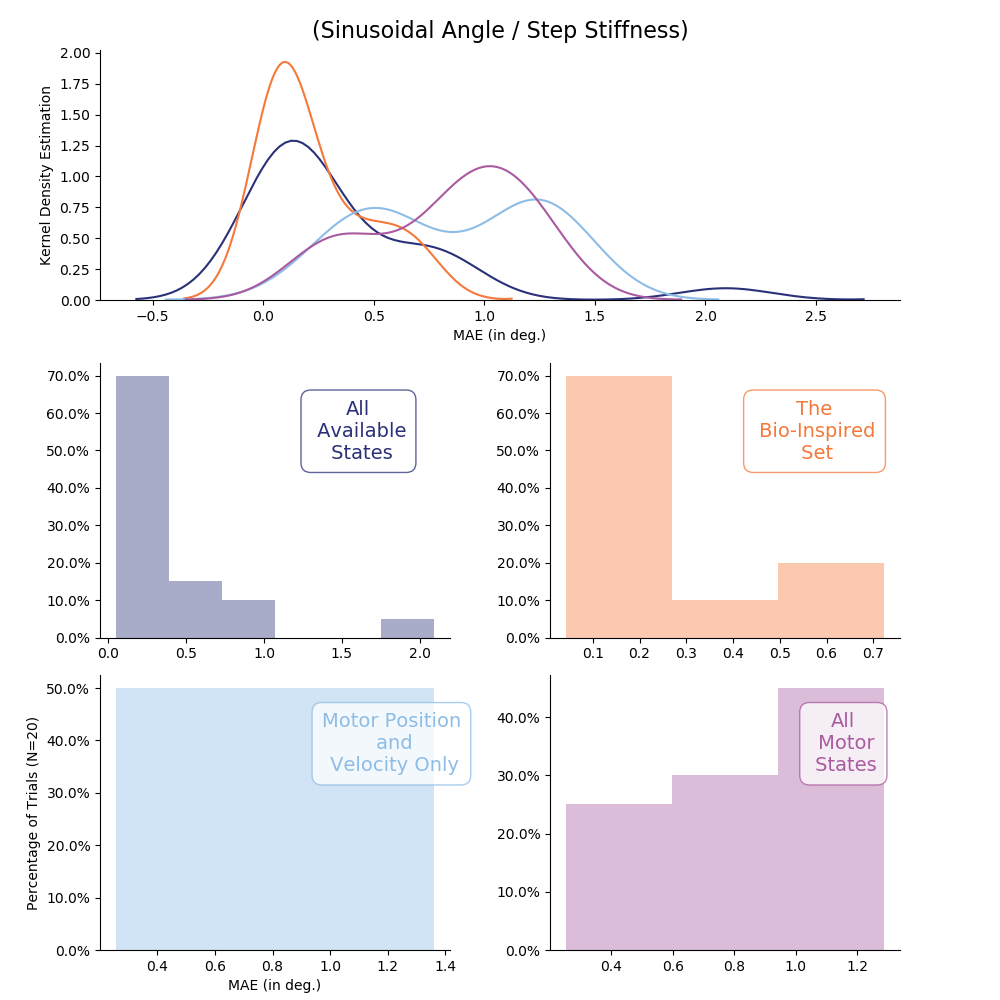 (Sinusoidal Angle / Step Stiffness)
Kernel Density Estimation
2.00
1.75
1.50
1.25
1.00
0.75
0.50
0.25
0.00
−0.5 0.0 0.5 1.0 1.5 2.0 2.5
MAE (in deg.)
70.0%
60.0%
50.0%
40.0%
30.0%
20.0%
10.0%
0.0%
All
Available
States
0.0 0.5 1.0 1.5 2.0
70.0%
60.0%
50.0%
40.0%
30.0%
20.0%
10.0%
0.0%
The
Bio-Inspired
Set
0.1 0.2 0.3 0.4 0.5 0.6 0.7
Percentage of Trials (N=20)
50.0%
40.0%
30.0%
20.0%
10.0%
0.0%
Motor Position
and
Velocity Only
0.4 0.6 0.8 1.0 1.2 1.4
MAE (in deg.)
40.0%
30.0%
20.0%
10.0%
0.0%
All
Motor
States
0.4 0.6 0.8 1.0 1.2